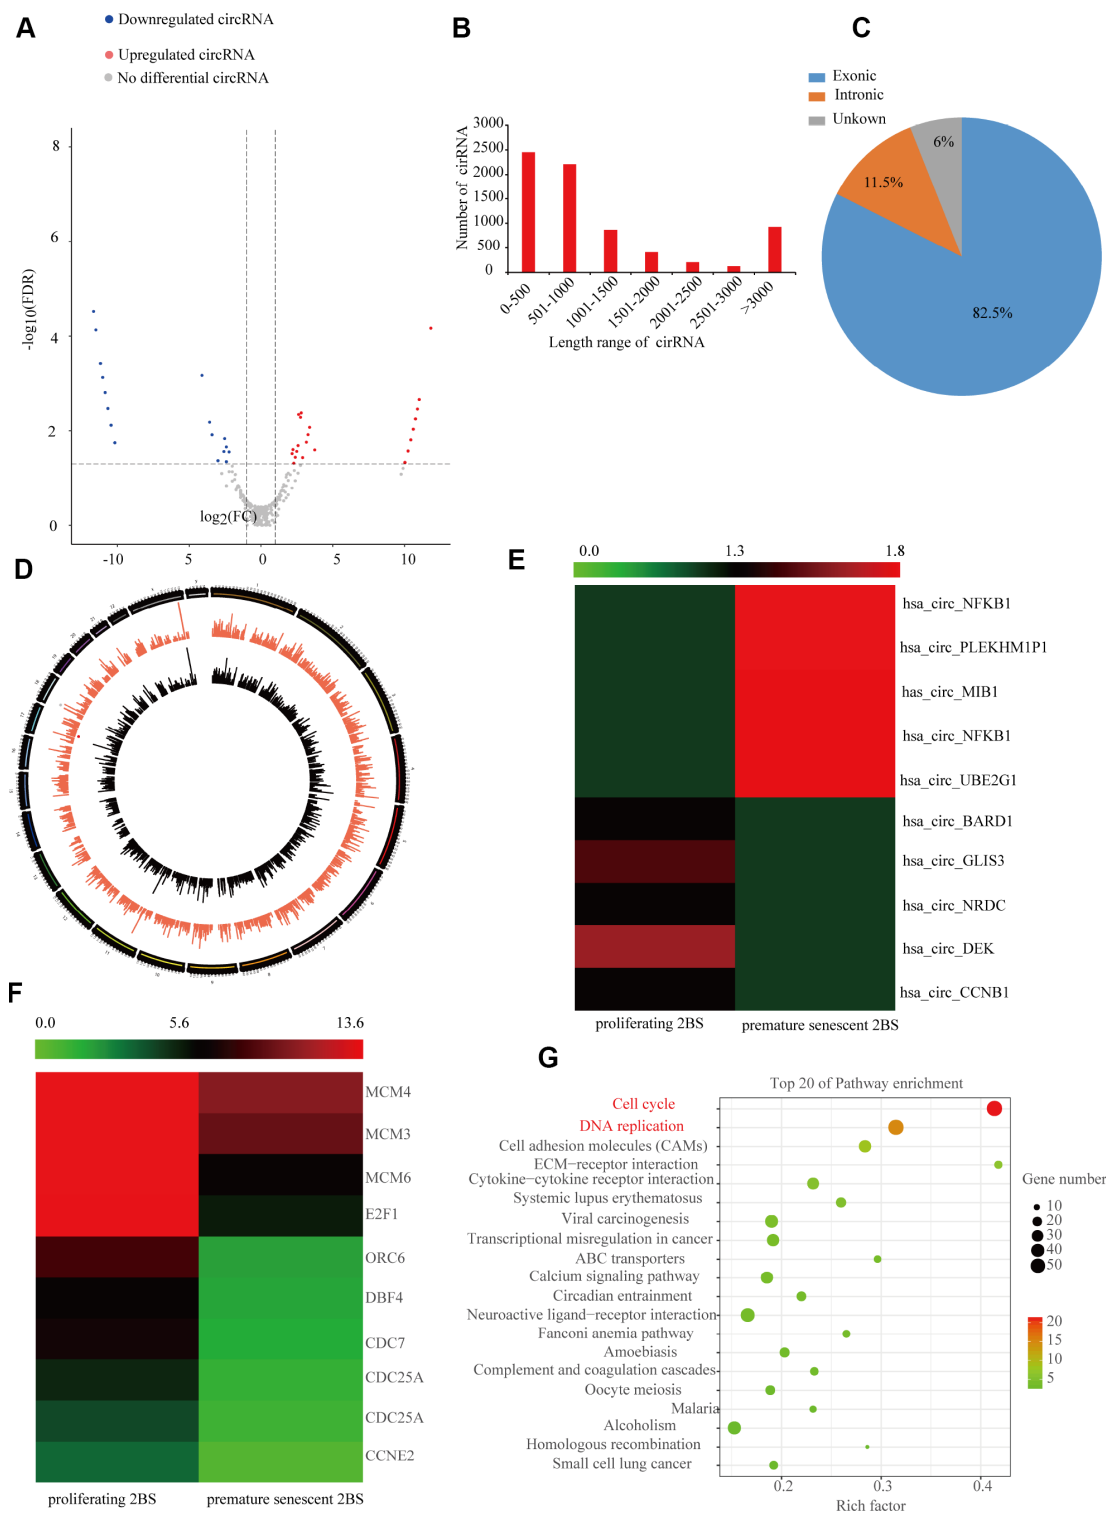 A
Downregulated circRNA
Upregulated circRNA
No differential circRNA
-log10(FDR)
8
6
4
2
0
log2(FC)
-10
5
0
5
10
B
Number of cirRNA
3000
2500
2000
1500
1000
500
0
0-500
501-1000
1001-1500
1501-2000
2001-2500
2501-3000
>3000
Length range of cirRNA
C
Exonic
Intronic
Unkown
6%
11.5%
82.5%
D
E
0.0 1.3 1.8
hsa_circ_NFKB1
hsa_circ_PLEKHM1P1
has_circ_MIB1
hsa_circ_NFKB1
hsa_circ_UBE2G1
hsa_circ_BARD1
hsa_circ_GLIS3
hsa_circ_NRDC
hsa_circ_DEK
hsa_circ_CCNB1
proliferating 2BS premature senescent 2BS
F
0.0 5.6 13.6
MCM4
MCM3
MCM6
E2F1
ORC6
DBF4
CDC7
CDC25A
CDC25A
CCNE2
proliferating 2BS premature senescent 2BS
G
Top 20 of Pathway enrichment
Cell cycle
DNA replication
Cell adhesion molecules (CAMs)
ECM−receptor interaction
Cytokine−cytokine receptor interaction
Systemic lupus erythematosus
Viral carcinogenesis
Transcriptional misregulation in cancer
ABC transporters
Calcium signaling pathway
Circadian entrainment
Neuroactive ligand−receptor interaction
Fanconi anemia pathway
Amoebiasis
Complement and coagulation cascades
Oocyte meiosis
Malaria
Alcoholism
Homologous recombination
Small cell lung cancer
0.2 0.3 0.4
Rich factor
Gene number
10
20
30
40
50
20
15
10
5